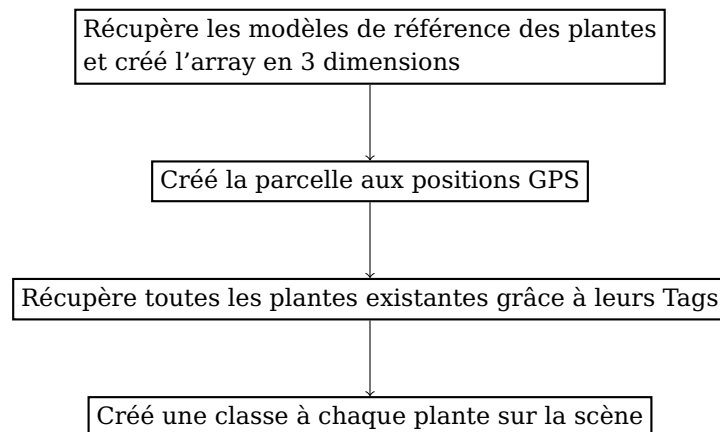 Récupère les modèles de référence des plantes
et créé l'array en 3 dimensions
Créé la parcelle aux positions GPS
Récupère toutes les plantes existantes grâce à leurs Tags
Créé une classe à chaque plante sur la scène